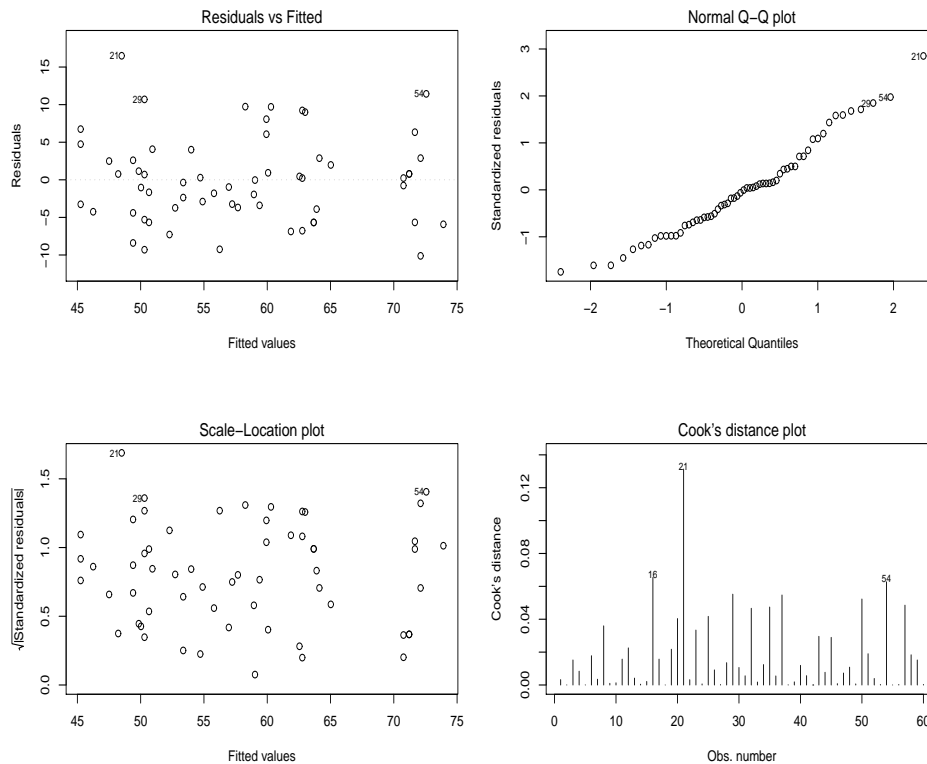 Residuals vs Fitted
Residuals
−10 −5 0 5 10 15
21
29
54
45 50 55 60 65 70 75
Fitted values
Normal Q−Q plot
Standardized residuals
−1 0 1 2 3
21
29
54
−2 −1 0 1 2
Theoretical Quantiles
Scale−Location plot
√|Standardized residuals|
0.0 0.5 1.0 1.5
21
29
54
45 50 55 60 65 70 75
Fitted values
Cook's distance plot
Cook's distance
0.00 0.04 0.08 0.12
21
16
54
0 10 20 30 40 50 60
Obs. number